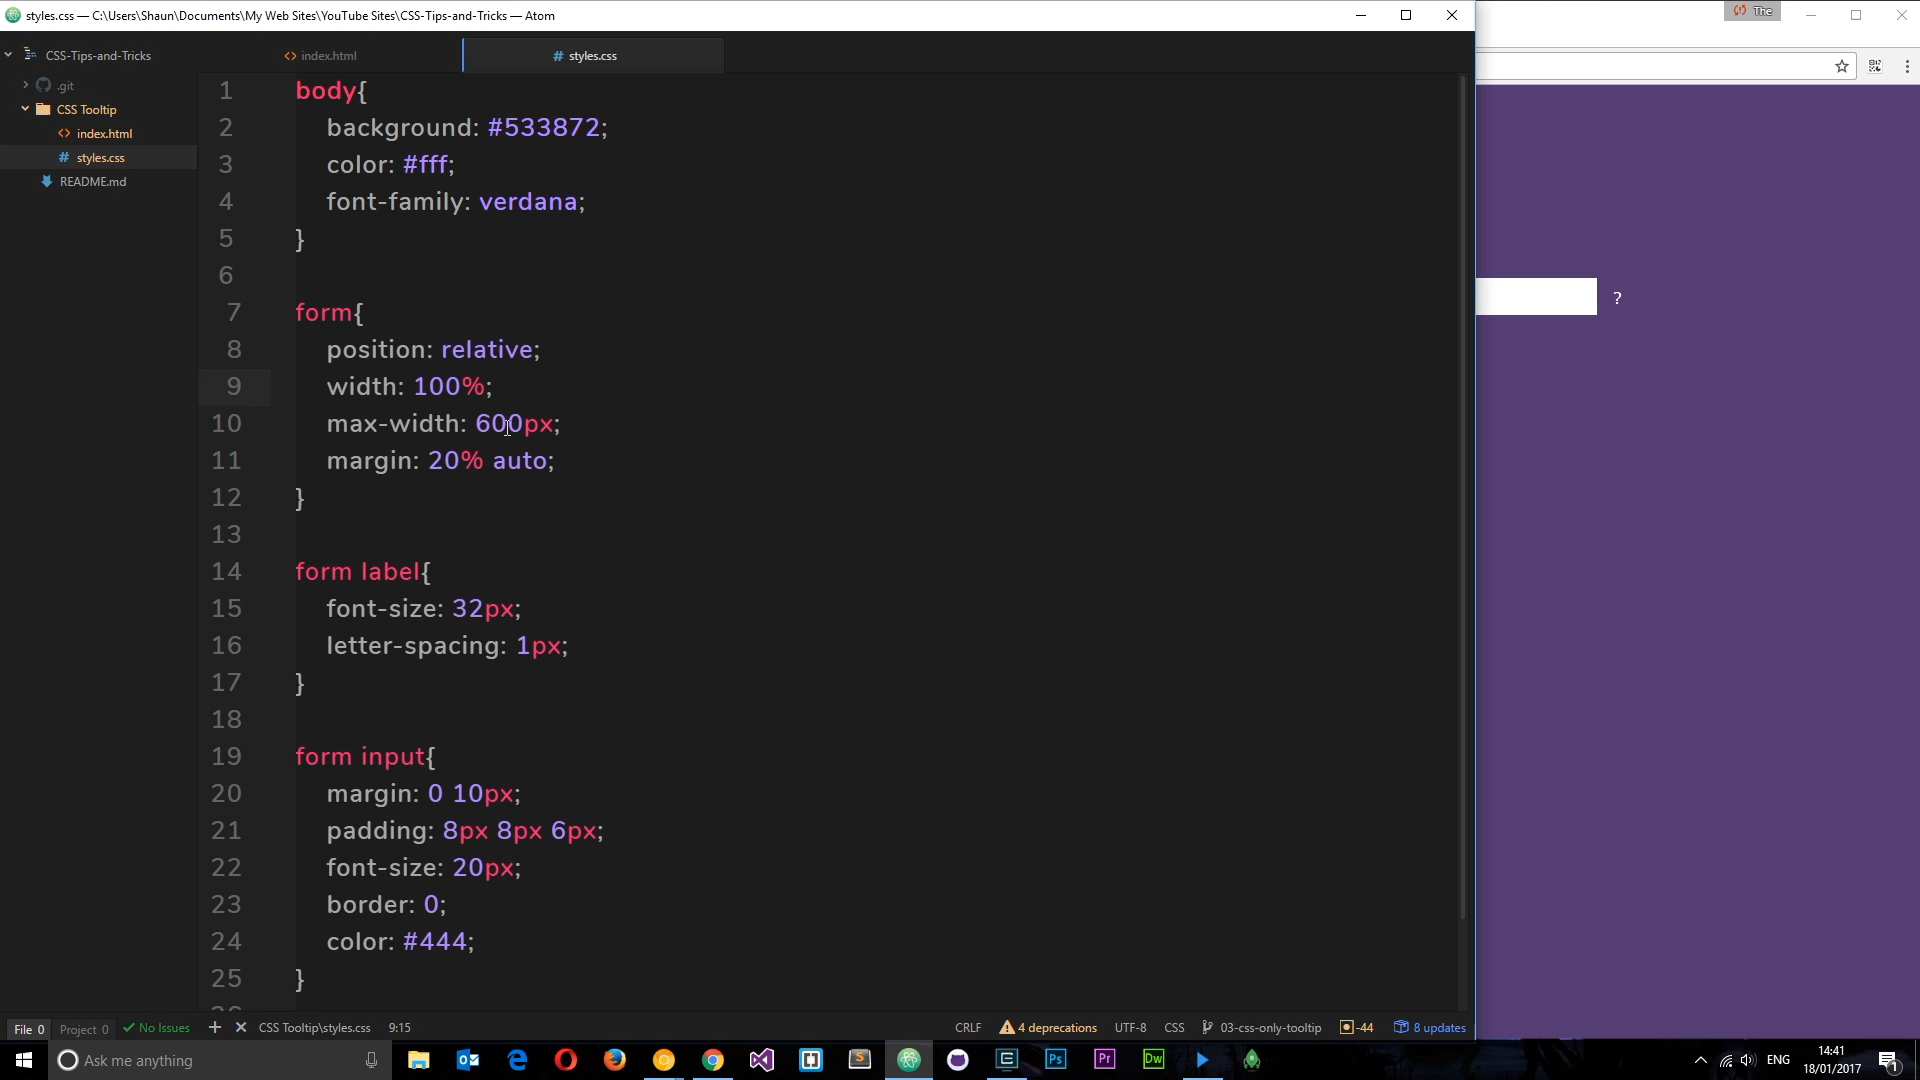 styles.css — C:\Users\Shaun\Documents\My Web Sites\YouTube Sites\CSS-Tips-and-Tricks — Atom
The
CSS-Tips-and-Tricks
index.html
styles.css
.git
CSS Tooltip
index.html
styles.css
README.md
1 body{
2 background: #533872;
3 color: #fff;
4 font-family: verdana;
5 }
6
7 form{
8 position: relative;
9 width: 100%;
10 max-width: 600px;
11 margin: 20% auto;
12 }
13
14 form label{
15 font-size: 32px;
16 letter-spacing: 1px;
17 }
18
19 form input{
20 margin: 0 10px;
21 padding: 8px 8px 6px;
22 font-size: 20px;
23 border: 0;
24 color: #444;
25 }
?
File 0 Project 0 No Issues CSS Tooltip\styles.css 9:15 CRLF 4 deprecations UTF-8 CSS 03-css-only-tooltip -44 8 updates
Ask me anything
ENG
14:41
18/01/2017